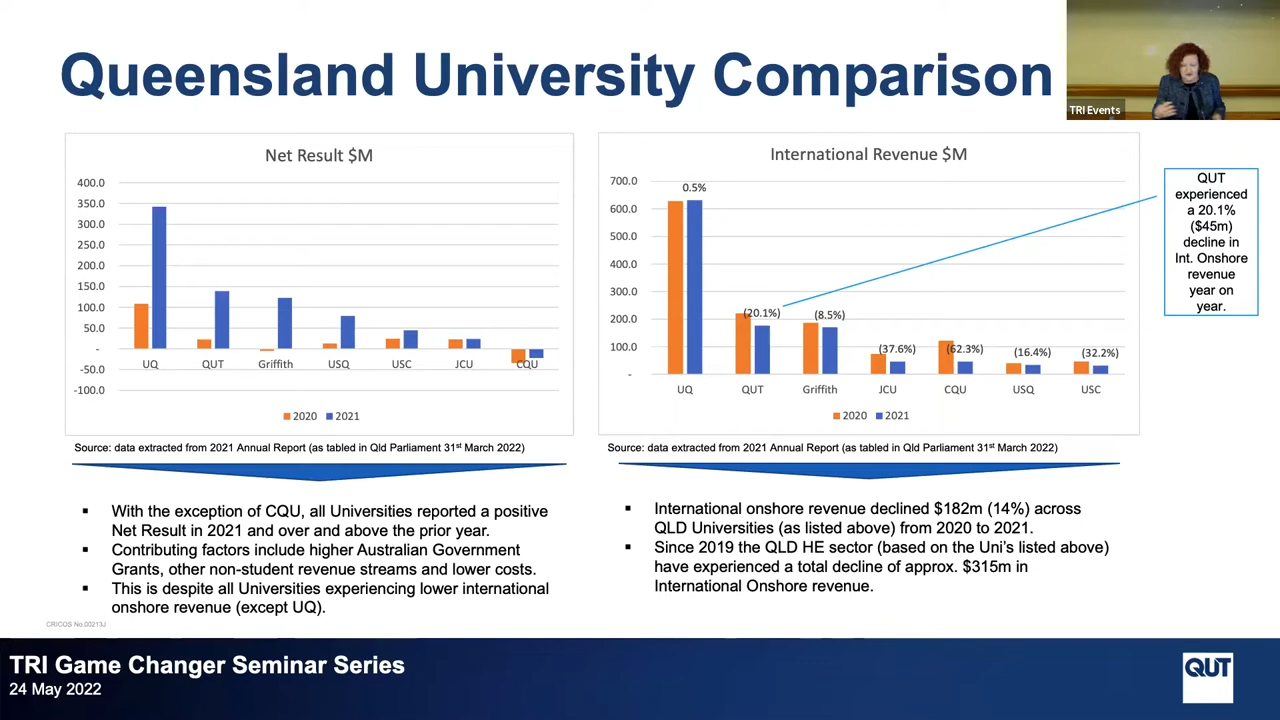 Queensland University Comparison
TRI Events
Net Result $M
400.0
350.0
300.0
250.0
200.0
150.0
100.0
50.0
-
-50.0
-100.0
UQ QUT Griffith USQ USC JCU CQU
2020 2021
Source: data extracted from 2021 Annual Report (as tabled in Qld Parliament 31st March 2022)
International Revenue $M
700.0
600.0
500.0
400.0
300.0
200.0
100.0
-
0.5%
(20.1%)
(8.5%)
(37.6%)
(62.3%)
(16.4%)
(32.2%)
UQ QUT Griffith JCU CQU USQ USC
2020 2021
Source: data extracted from 2021 Annual Report (as tabled in Qld Parliament 31st March 2022)
QUT
experienced
a 20.1%
($45m)
decline in
Int. Onshore
revenue
year on
year.
▪ With the exception of CQU, all Universities reported a positive
Net Result in 2021 and over and above the prior year.
▪ Contributing factors include higher Australian Government
Grants, other non-student revenue streams and lower costs.
▪ This is despite all Universities experiencing lower international
onshore revenue (except UQ).
▪ International onshore revenue declined $182m (14%) across
QLD Universities (as listed above) from 2020 to 2021.
▪ Since 2019 the QLD HE sector (based on the Uni's listed above)
have experienced a total decline of approx. $315m in
International Onshore revenue.
CRICOS No.00213J
TRI Game Changer Seminar Series
24 May 2022
QUT